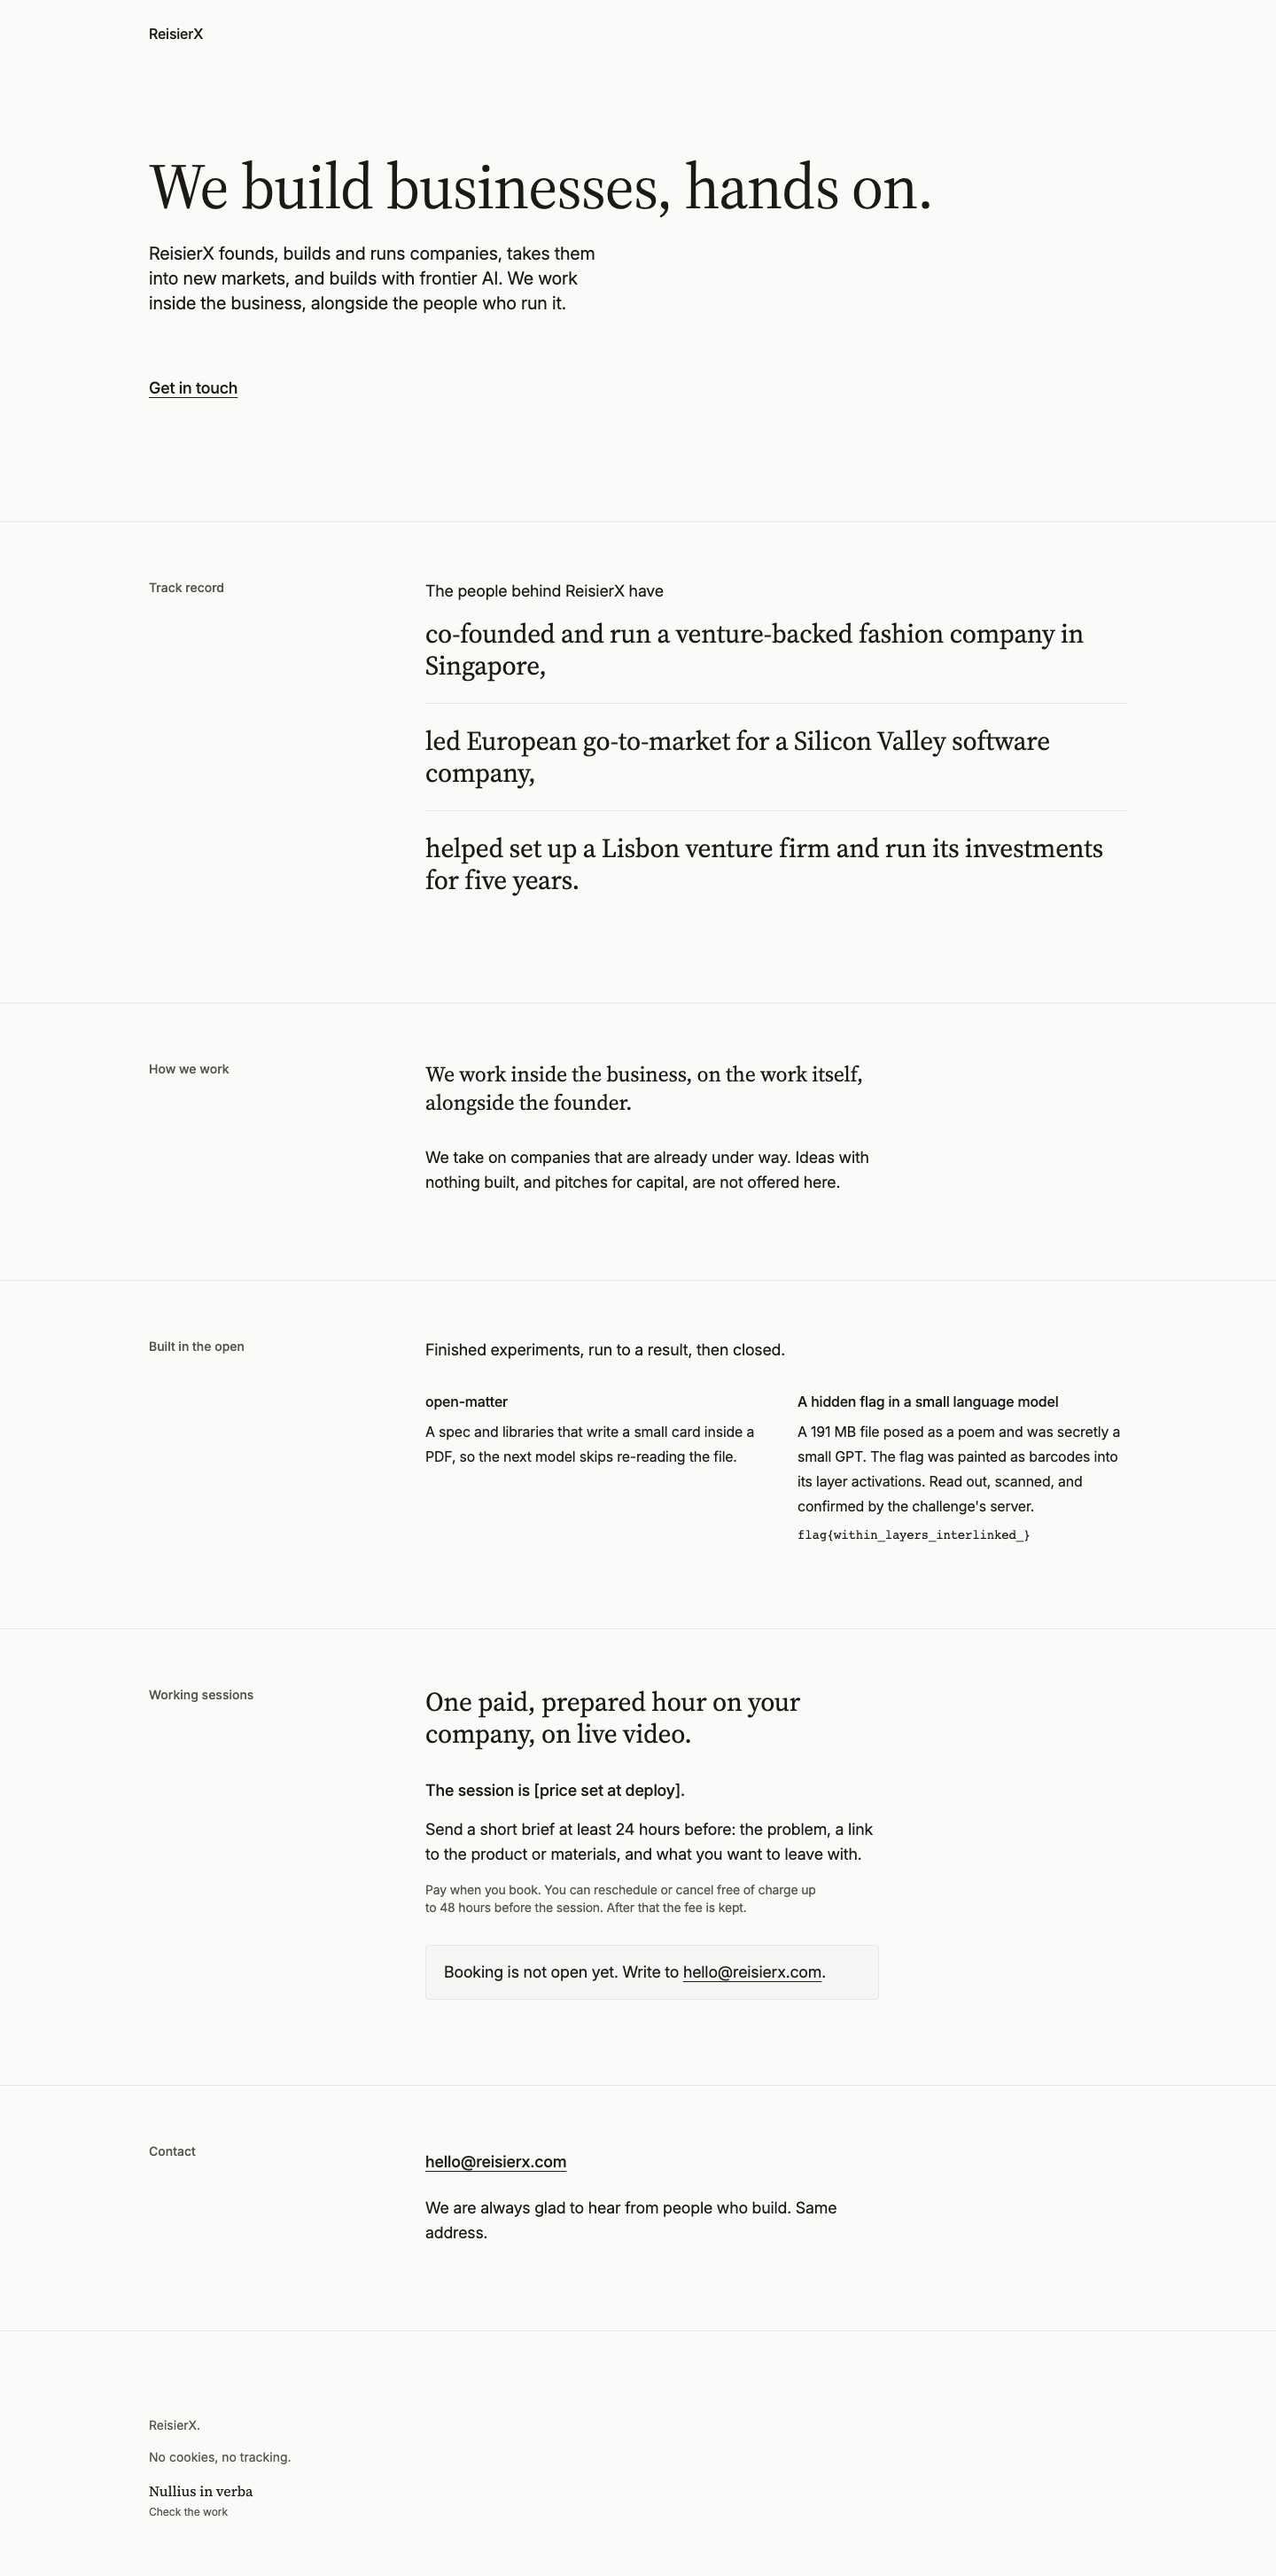 ReisierX
We build businesses, hands on.
ReisierX founds, builds and runs companies, takes them
into new markets, and builds with frontier AI. We work
inside the business, alongside the people who run it.
Get in touch
Track record
The people behind ReisierX have
co-founded and run a venture-backed fashion company in
Singapore,
led European go-to-market for a Silicon Valley software
company,
helped set up a Lisbon venture firm and run its investments
for five years.
How we work
We work inside the business, on the work itself,
alongside the founder.
We take on companies that are already under way. Ideas with
nothing built, and pitches for capital, are not offered here.
Built in the open
Finished experiments, run to a result, then closed.
open-matter
A spec and libraries that write a small card inside a
PDF, so the next model skips re-reading the file.
A hidden flag in a small language model
A 191 MB file posed as a poem and was secretly a
small GPT. The flag was painted as barcodes into
its layer activations. Read out, scanned, and
confirmed by the challenge's server.
flag{within_layers_interlinked_}
Working sessions
One paid, prepared hour on your
company, on live video.
The session is [price set at deploy].
Send a short brief at least 24 hours before: the problem, a link
to the product or materials, and what you want to leave with.
Pay when you book. You can reschedule or cancel free of charge up
to 48 hours before the session. After that the fee is kept.
Booking is not open yet. Write to hello@reisierx.com.
Contact
hello@reisierx.com
We are always glad to hear from people who build. Same
address.
ReisierX.
No cookies, no tracking.
Nullius in verba
Check the work